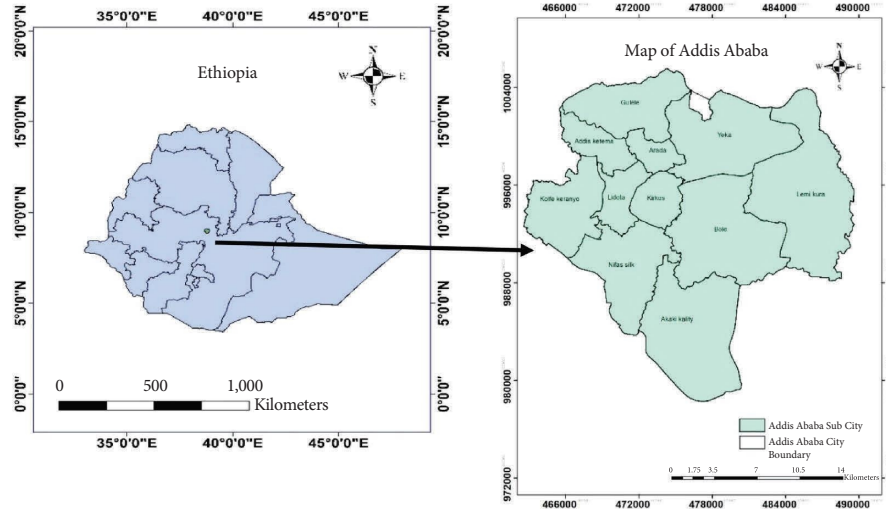 35°0'0"E 40°0'0"E 45°0'0"E
20°0'0"N
15°0'0"N
10°0'0"N
5°0'0"N
0°0'0"
Ethiopia
N
W E
S
0 500 1,000
Kilometers
20°0'0"N
15°0'0"N
10°0'0"N
5°0'0"N
0°0'0"
35°0'0"E 40°0'0"E 45°0'0"E
466000 472000 478000 484000 490000
1004000
996000
988000
980000
972000
Map of Addis Ababa
N
W E
S
Gullele
Addis ketema
Arada
Yeka
Kolfe keranyo
Lideta
Kirkos
Lemi kura
Bole
Nifas silk
Akaki kality
Addis Ababa Sub City
Addis Ababa City
Boundary
0 1.75 3.5 7 10.5 14
Kilometers
466000 472000 478000 484000 490000